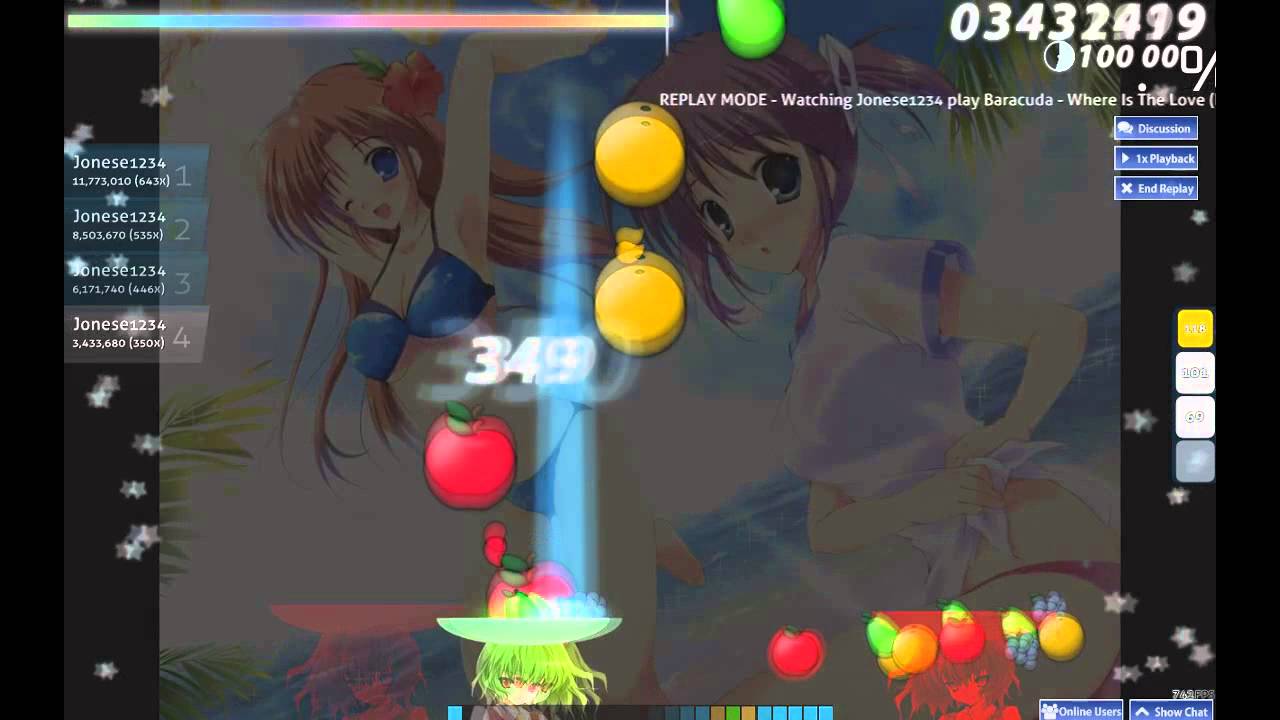 03432419
100 00
REPLAY MODE - Watching Jonese1234 play Baracuda - Where Is The Love (
Discussion
1x Playback
End Replay
Jonese1234
11,773,010 (643x) 1
Jonese1234
8,503,670 (535x) 2
Jonese1234
6,171,740 (446x) 3
Jonese1234
3,433,680 (350x) 4
349
118
101
69
742FPS
Online Users
Show Chat